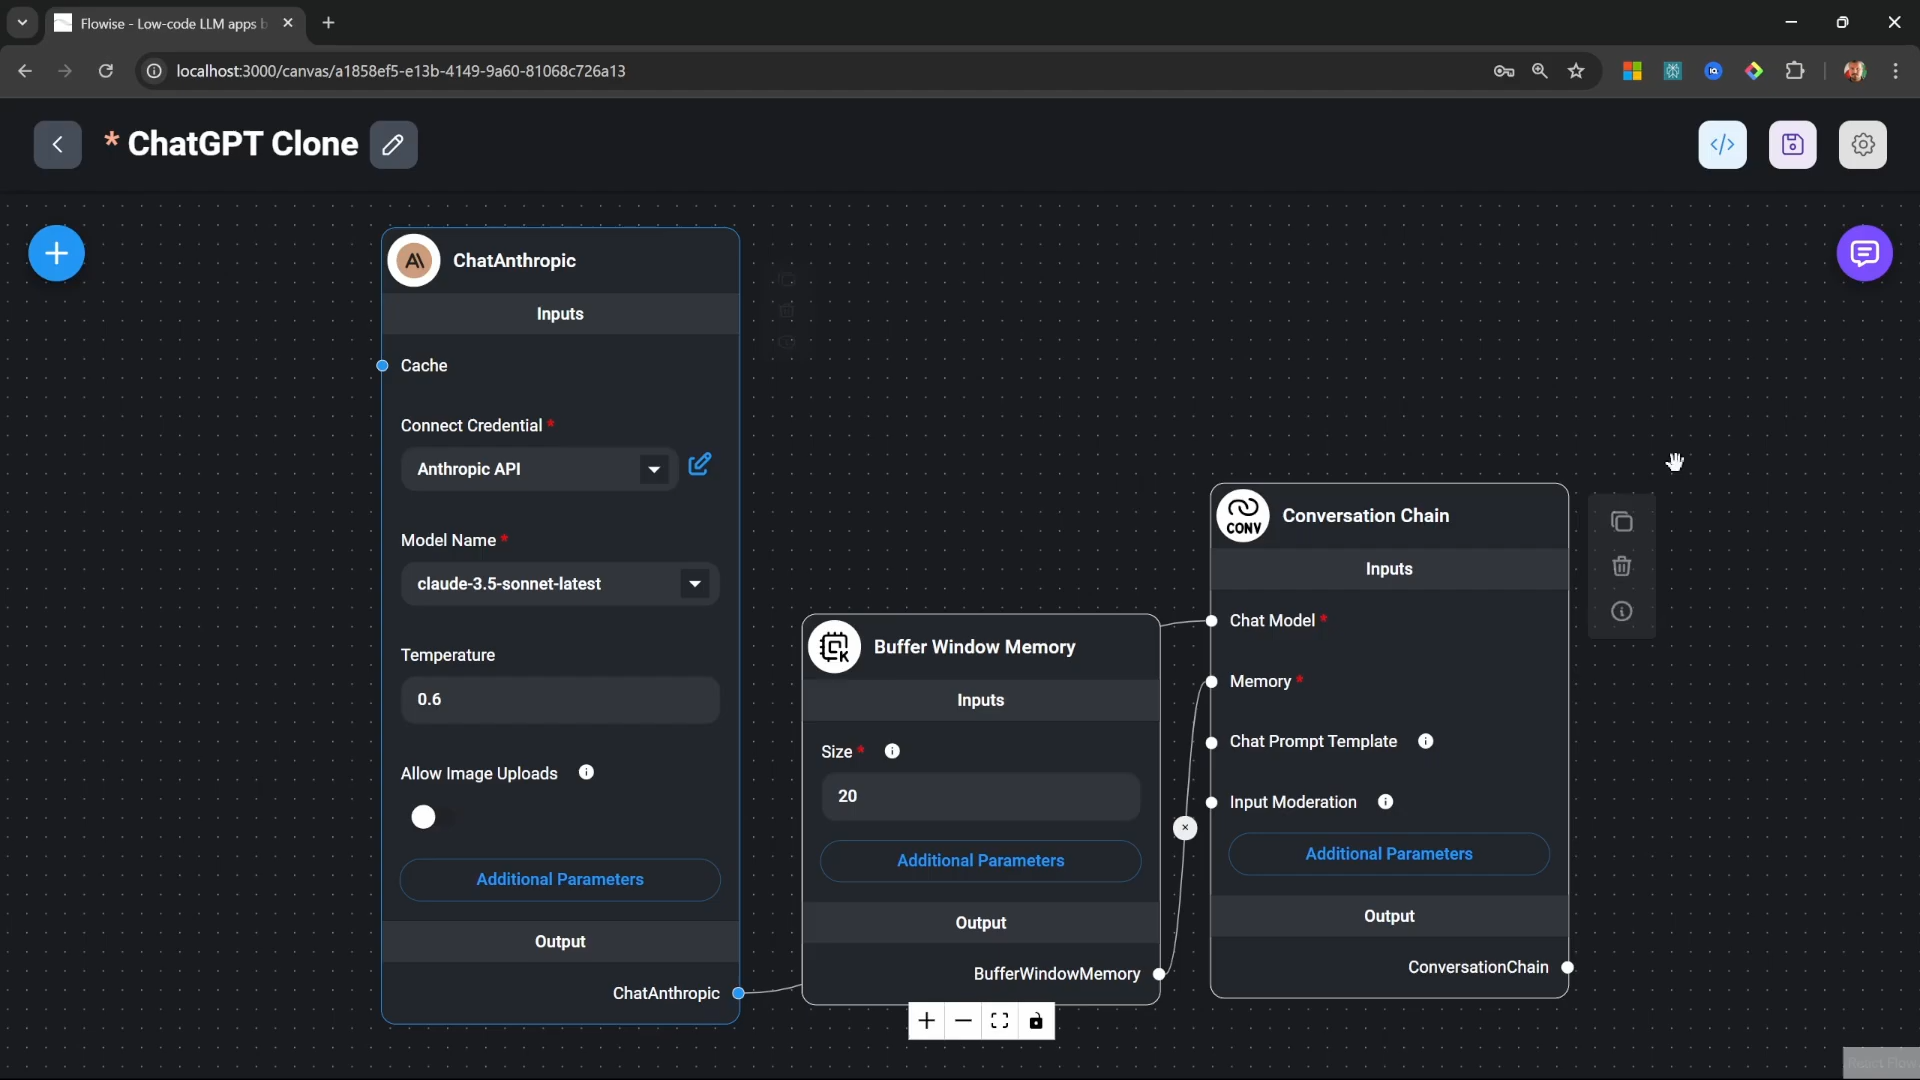 Flowise - Low-code LLM apps b
localhost:3000/canvas/a1858ef5-e13b-4149-9a60-81068c726a13
* ChatGPT Clone
ChatAnthropic
Inputs
Cache
Connect Credential *
Anthropic API
Model Name *
claude-3.5-sonnet-latest
Temperature
0.6
Allow Image Uploads
Additional Parameters
Output
ChatAnthropic
Buffer Window Memory
Inputs
Size *
20
Additional Parameters
Output
BufferWindowMemory
CONV
Conversation Chain
Inputs
Chat Model *
Memory *
Chat Prompt Template
Input Moderation
Additional Parameters
Output
ConversationChain
React Flow